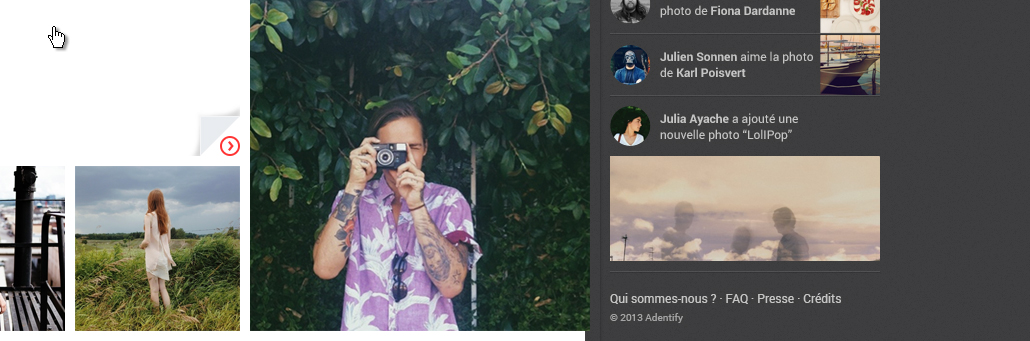 photo de Fiona Dardanne
Julien Sonnen aime la photo
de Karl Poisvert
Julia Ayache a ajouté une
nouvelle photo “LollPop”
Qui sommes-nous ? · FAQ · Presse · Crédits
© 2013 Adentify